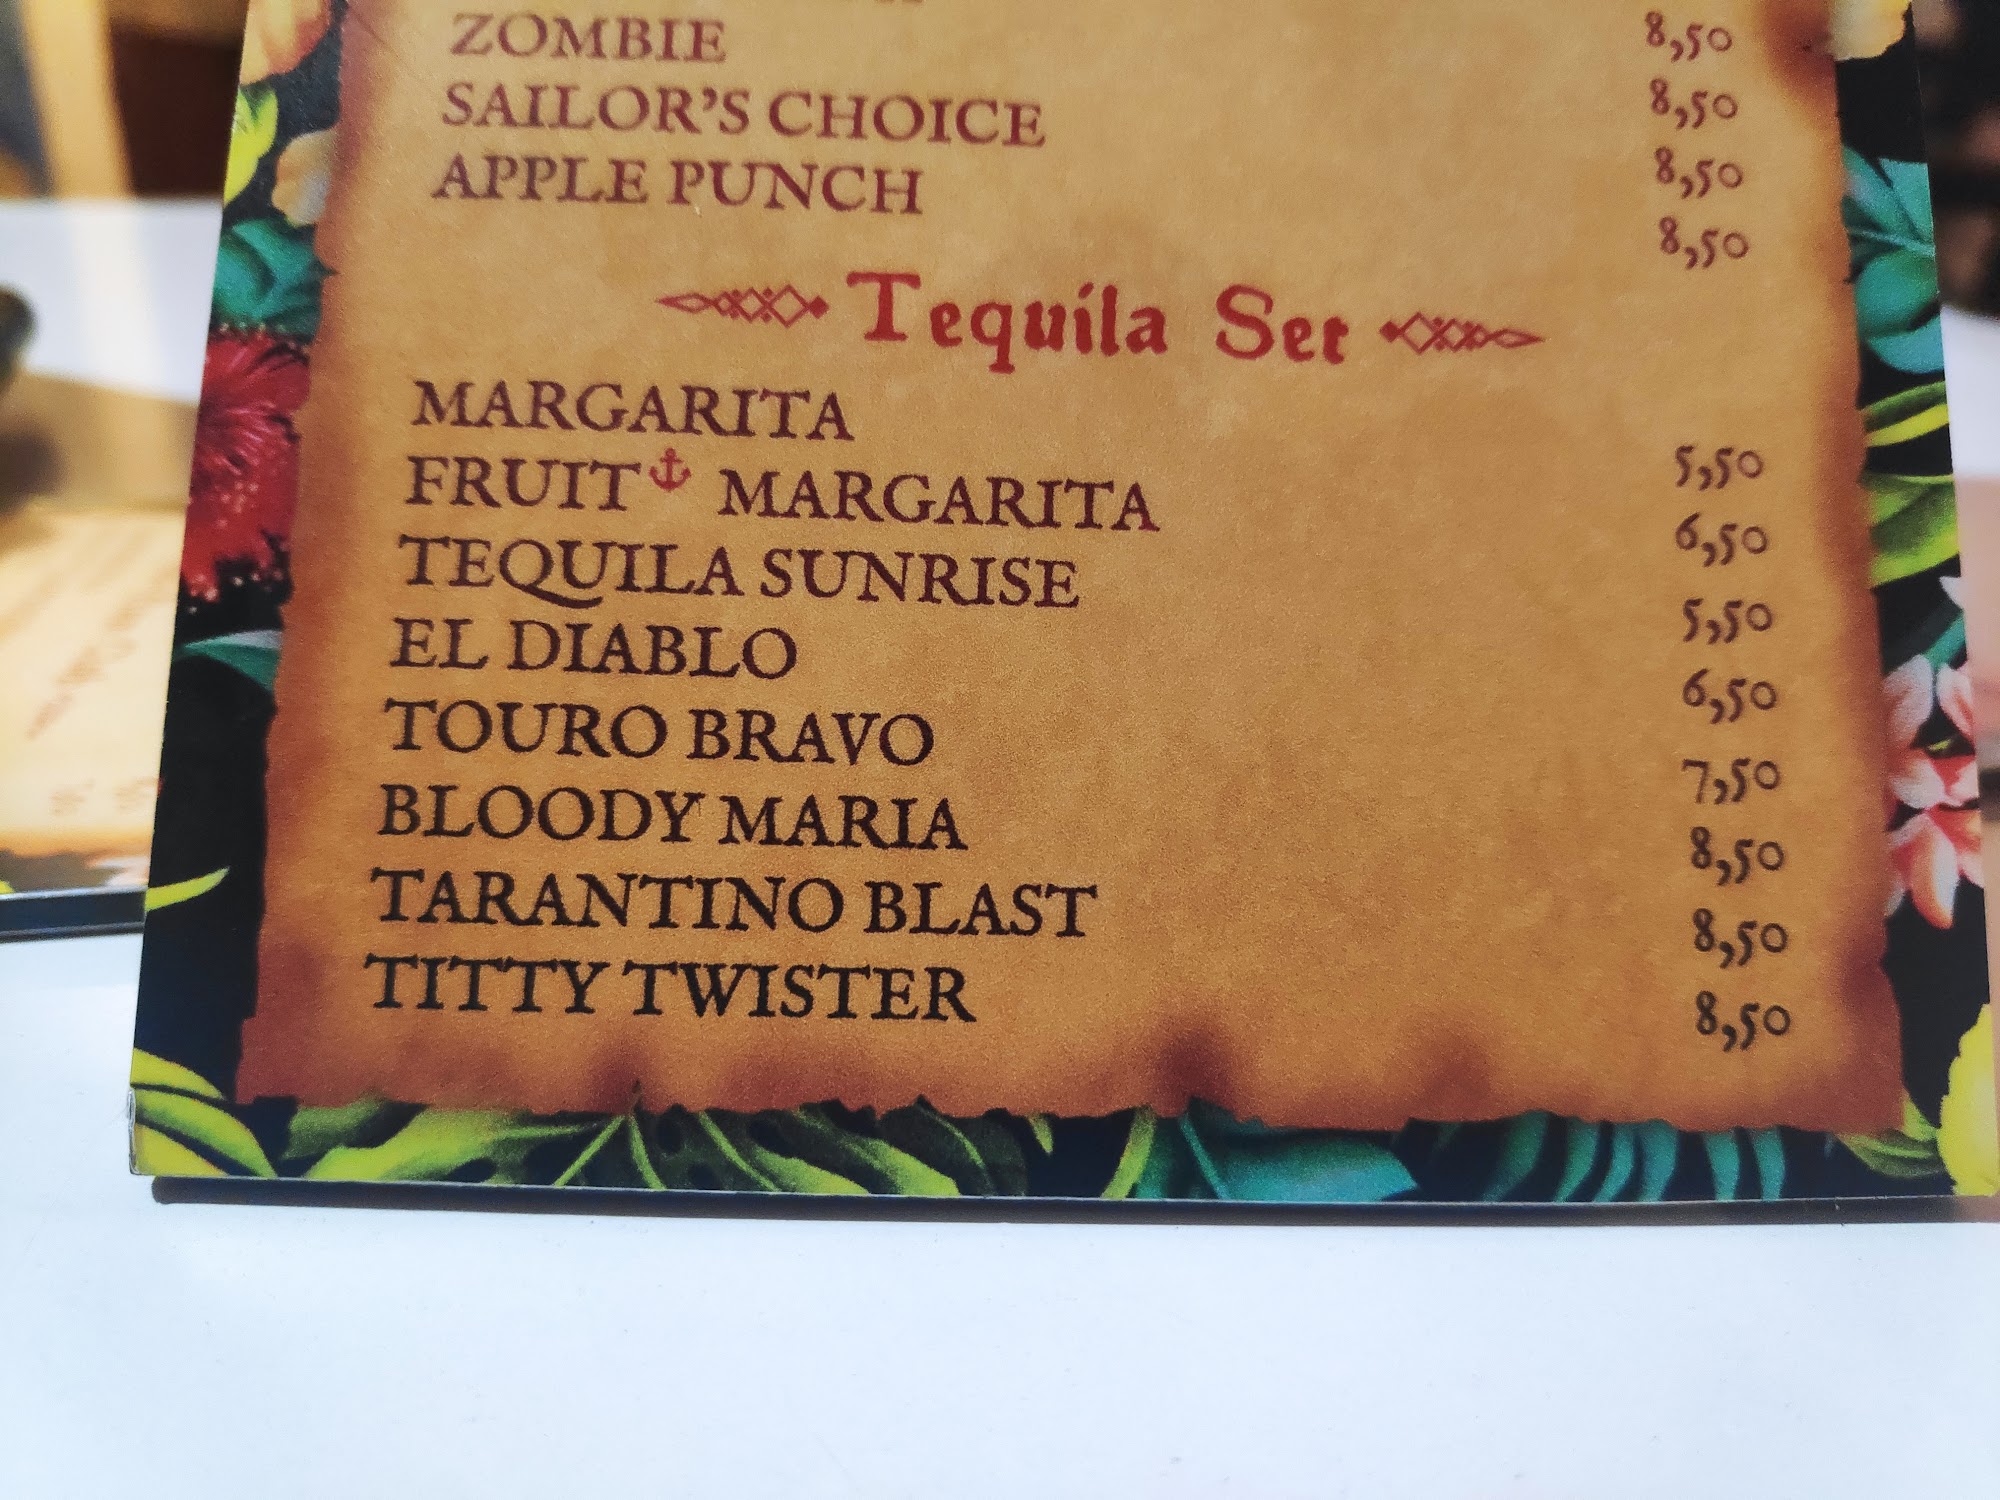 ZOMBIE 8,50
SAILOR'S CHOICE 8,50
APPLE PUNCH 8,50
8,50
Tequila Set
MARGARITA 5,50
FRUIT⚓ MARGARITA 6,50
TEQUILA SUNRISE 5,50
EL DIABLO 6,50
TOURO BRAVO 7,50
BLOODY MARIA 8,50
TARANTINO BLAST 8,50
TITTY TWISTER 8,50